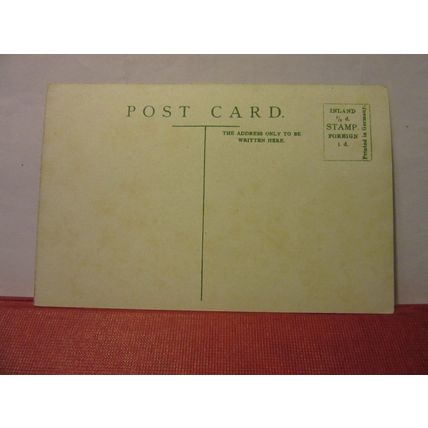 POST CARD.
THE ADDRESS ONLY TO BE
WRITTEN HERE.
INLAND
½ d.
STAMP.
FOREIGN
1 d.
Printed in Germany.